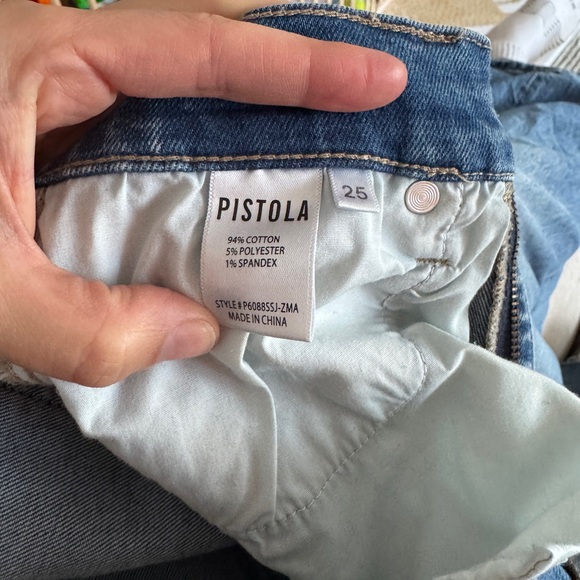 PISTOLA
25
94% COTTON
5% POLYESTER
1% SPANDEX
STYLE # P6088SSJ-ZMA
MADE IN CHINA